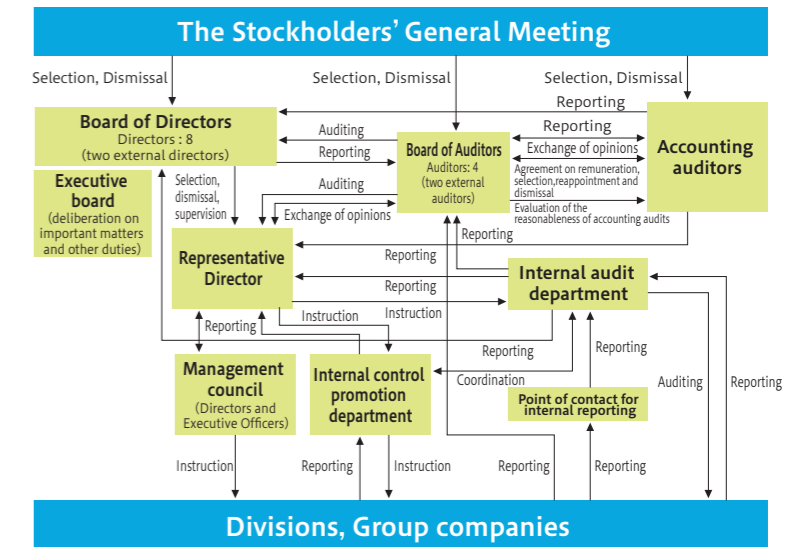 The Stockholders' General Meeting
Selection, Dismissal
Selection, Dismissal
Selection, Dismissal
Board of Directors
Directors : 8
(two external directors)
Auditing
Reporting
Reporting
Board of Auditors
Auditors: 4
(two external
auditors)
Reporting
Exchange of opinions
Agreement on remuneration,
selection,reappointment and
dismissal
Evaluation of the
reasonableness of accounting audits
Accounting
auditors
Executive
board
(deliberation on
important matters
and other duties)
Selection,
dismissal,
supervision
Auditing
Exchange of opinions
Reporting
Representative
Director
Reporting
Reporting
Internal audit
department
Instruction
Instruction
Reporting
Reporting
Reporting
Coordination
Management
council
(Directors and
Executive Officers)
Internal control
promotion
department
Point of contact for
internal reporting
Auditing
Reporting
Instruction
Reporting
Instruction
Reporting
Reporting
Divisions, Group companies